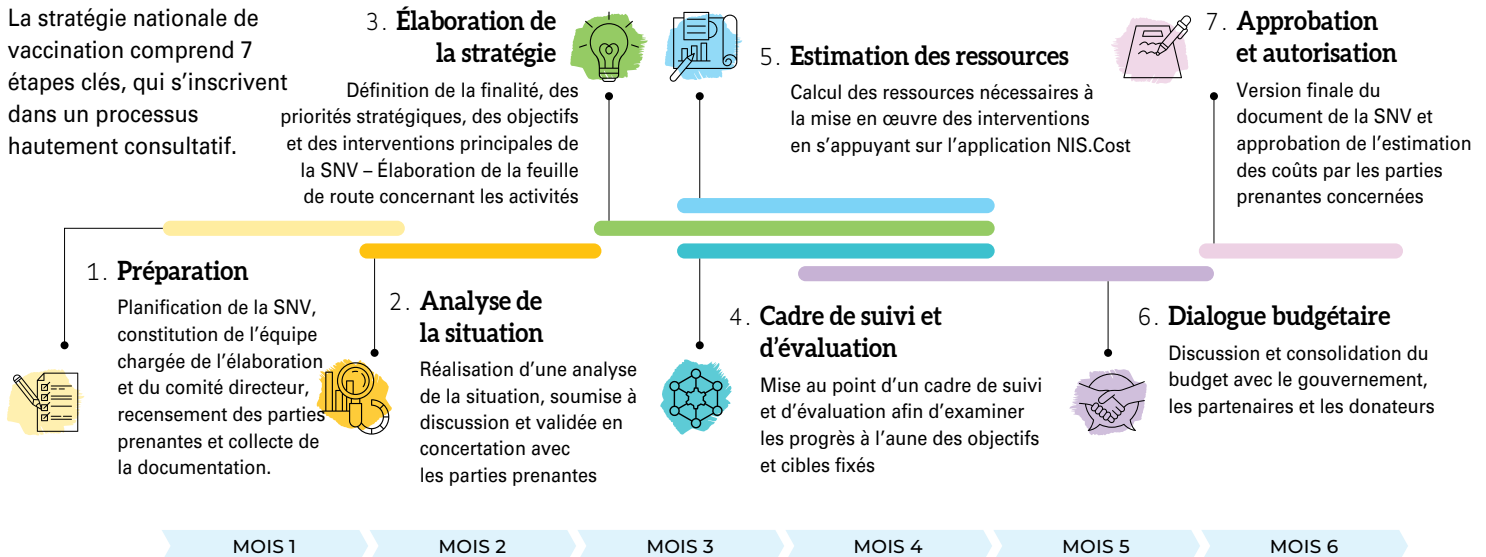 La stratégie nationale de
vaccination comprend 7
étapes clés, qui s'inscrivent
dans un processus
hautement consultatif.
3. Élaboration de
la stratégie
Définition de la finalité, des
priorités stratégiques, des objectifs
et des interventions principales de
la SNV – Élaboration de la feuille
de route concernant les activités
5. Estimation des ressources
Calcul des ressources nécessaires à
la mise en œuvre des interventions
en s'appuyant sur l'application NIS.Cost
7. Approbation
et autorisation
Version finale du
document de la SNV et
approbation de l'estimation
des coûts par les parties
prenantes concernées
1. Préparation
Planification de la SNV,
constitution de l'équipe
chargée de l'élaboration
et du comité directeur,
recensement des parties
prenantes et collecte de
la documentation.
2. Analyse de
la situation
Réalisation d'une analyse
de la situation, soumise à
discussion et validée en
concertation avec
les parties prenantes
4. Cadre de suivi et
d'évaluation
Mise au point d'un cadre de suivi
et d'évaluation afin d'examiner
les progrès à l'aune des objectifs
et cibles fixés
6. Dialogue budgétaire
Discussion et consolidation du
budget avec le gouvernement,
les partenaires et les donateurs
MOIS 1
MOIS 2
MOIS 3
MOIS 4
MOIS 5
MOIS 6